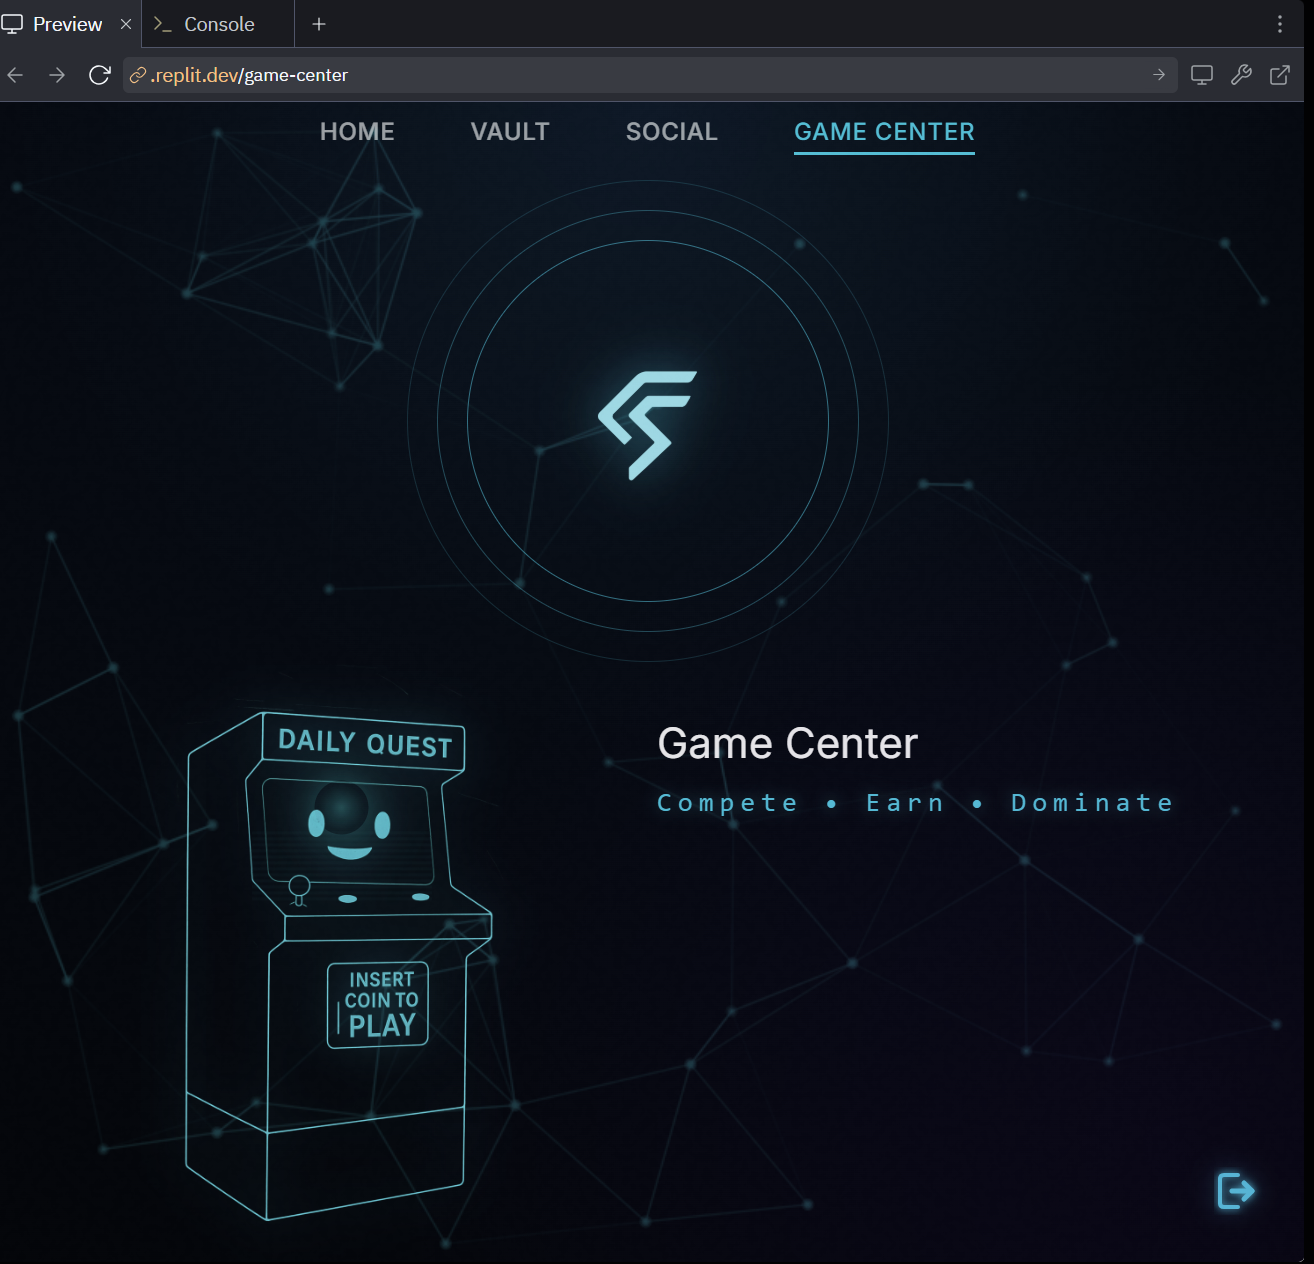 Preview
Console
.replit.dev/game-center
HOME
VAULT
SOCIAL
GAME CENTER
DAILY QUEST
INSERT
COIN TO
PLAY
Game Center
Compete • Earn • Dominate